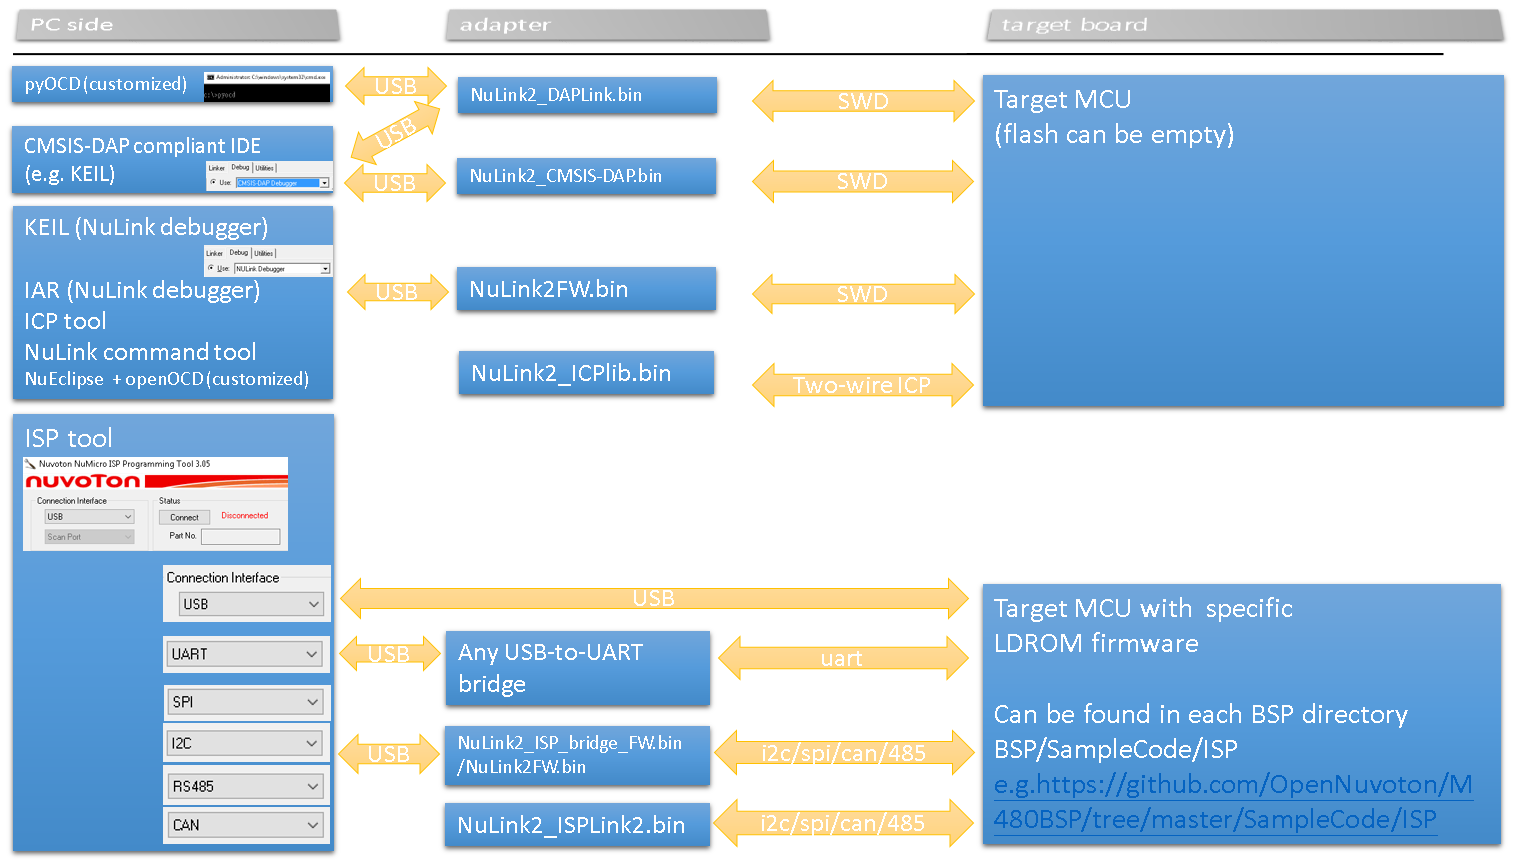 PC side
adapter
target board
pyOCD (customized)
Administrator: C:\windows\system32\cmd.exe
c:\>pyocd
USB
NuLink2_DAPLink.bin
SWD
Target MCU
(flash can be empty)
CMSIS-DAP compliant IDE
(e.g. KEIL)
Linker | Debug | Utilities |
Use: CMSIS-DAP Debugger
USB
USB
NuLink2_CMSIS-DAP.bin
SWD
KEIL (NuLink debugger)
Linker Debug | Utilities |
Use: NULink Debugger
IAR (NuLink debugger)
ICP tool
NuLink command tool
NuEclipse + openOCD (customized)
USB
NuLink2FW.bin
SWD
NuLink2_ICPlib.bin
Two-wire ICP
ISP tool
Nuvoton NuMicro ISP Programming Tool 3.05
nuvoTon
Connection Interface
USB
Scan Port
Status
Connect
Disconnected
Part No.
Connection Interface
USB
USB
UART
USB
Any USB-to-UART
bridge
uart
SPI
I2C
RS485
CAN
USB
NuLink2_ISP_bridge_FW.bin
/NuLink2FW.bin
i2c/spi/can/485
NuLink2_ISPLink2.bin
i2c/spi/can/485
Target MCU with specific
LDROM firmware
Can be found in each BSP directory
BSP/SampleCode/ISP
e.g.https://github.com/OpenNuvoton/M
480BSP/tree/master/SampleCode/ISP